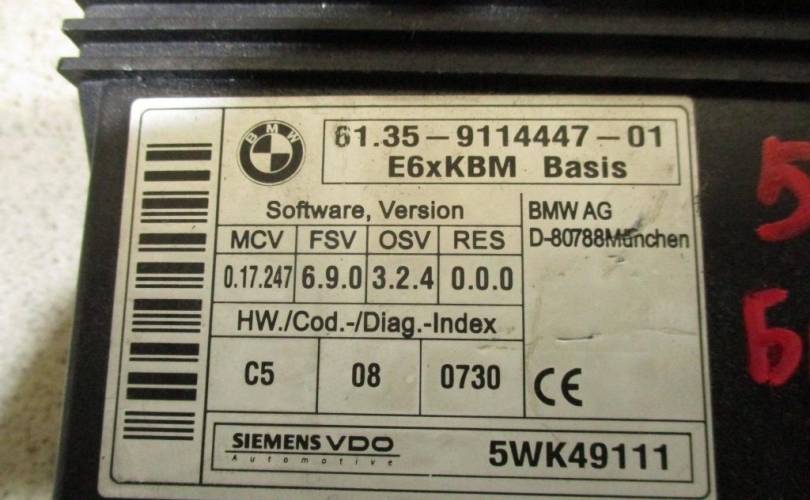 BMW
61.35-9114447-01
E6xKBM Basis
Software, Version
BMW AG
D-80788München
MCV FSV OSV RES
0.17.247 6.9.0 3.2.4 0.0.0
HW./Cod.-/Diag.-Index
C5 08 0730
CE
SIEMENS VDO
Automotive
5WK49111
5